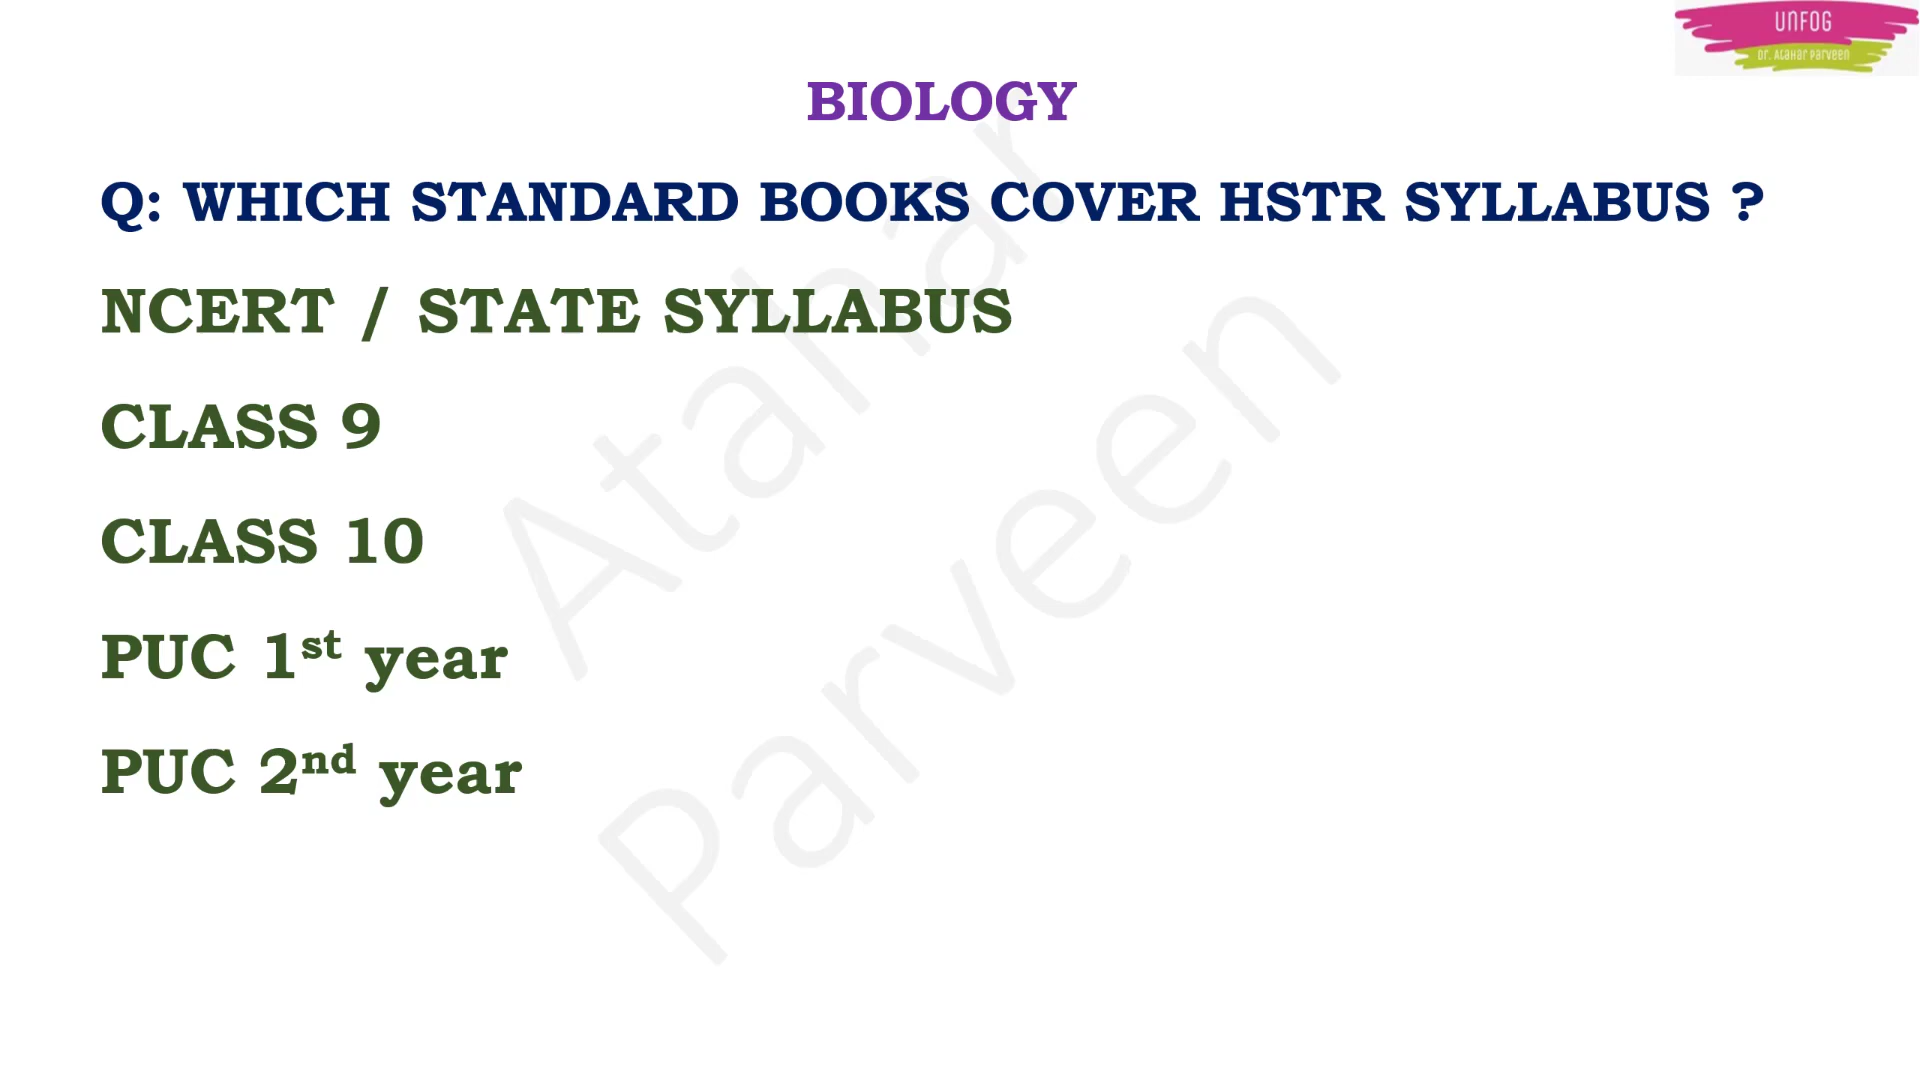 UNFOG
Dr. Atahar Parveen
BIOLOGY
Q: WHICH STANDARD BOOKS COVER HSTR SYLLABUS ?
NCERT / STATE SYLLABUS
CLASS 9
CLASS 10
PUC 1st year
PUC 2nd year
Atahar
Parveen